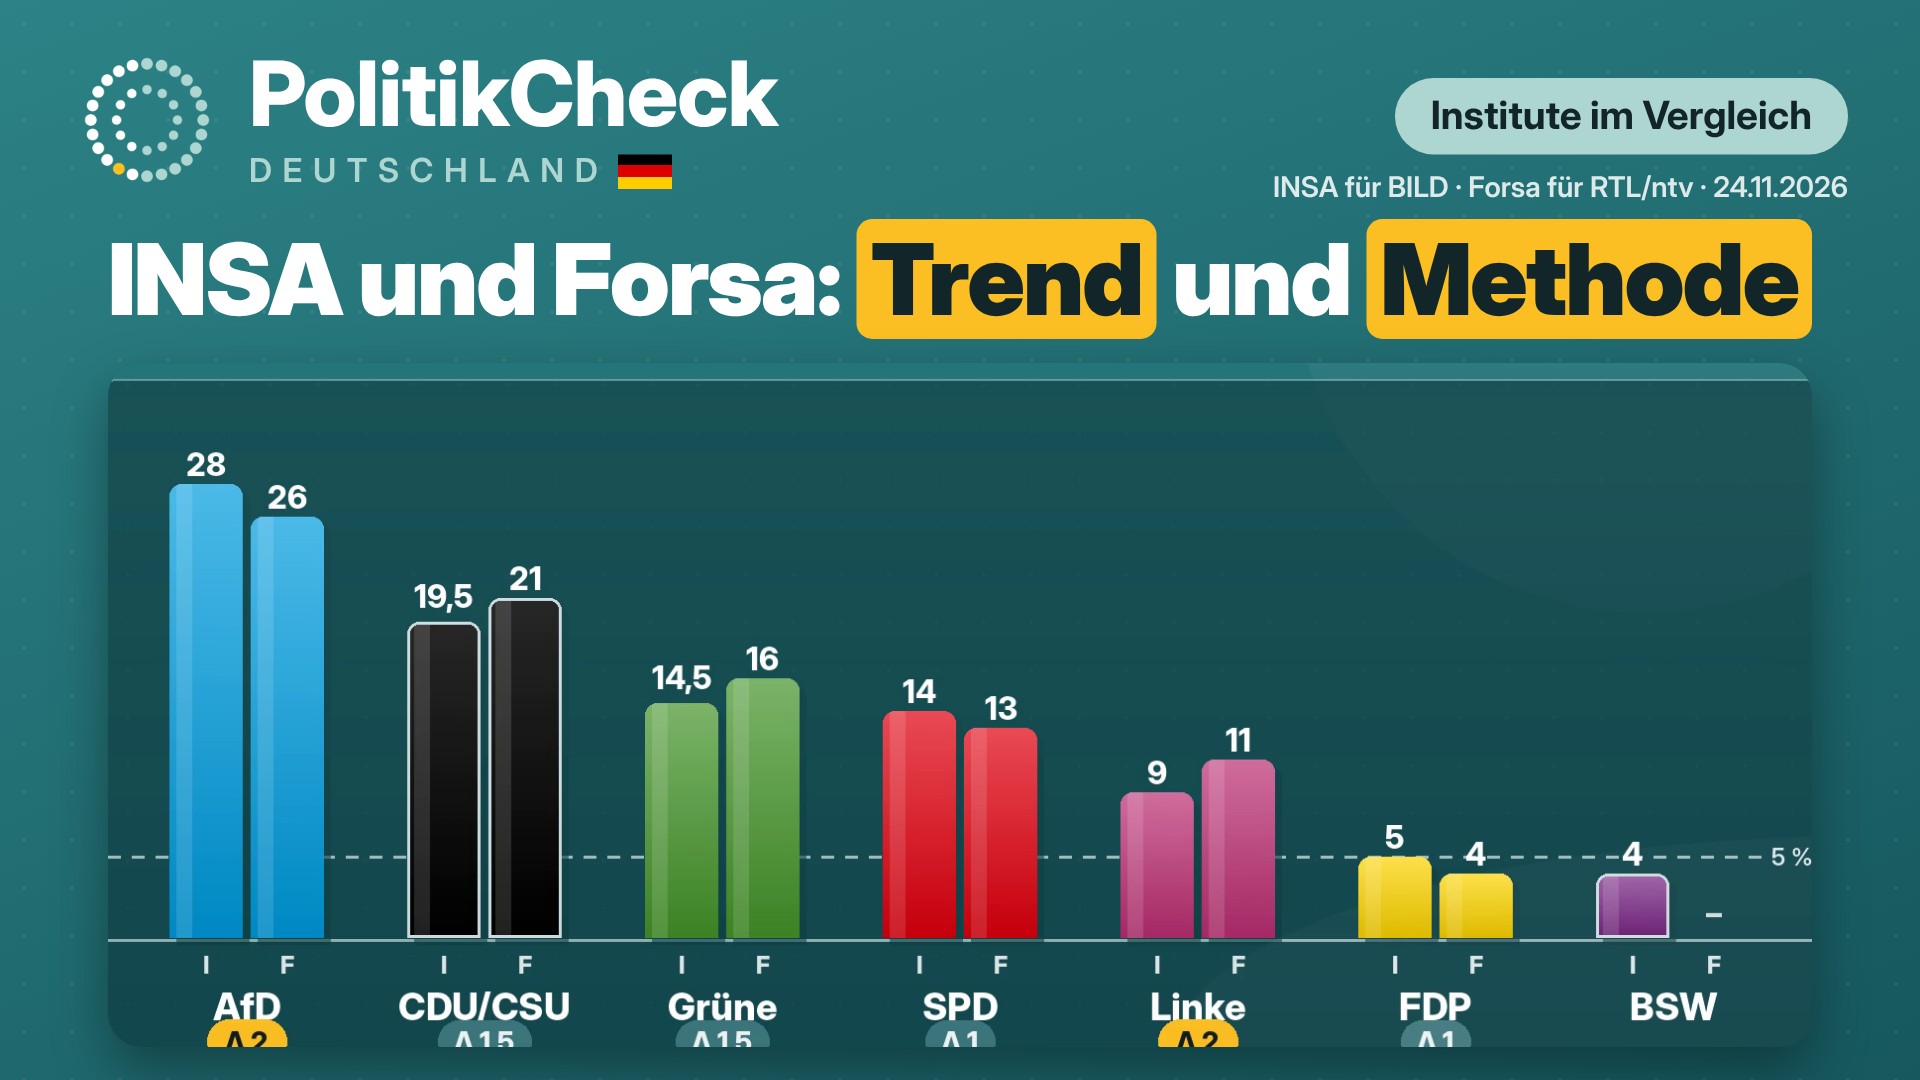 PolitikCheck
DEUTSCHLAND
Institute im Vergleich
INSA für BILD · Forsa für RTL/ntv · 24.11.2026
INSA und Forsa: Trend und Methode
28 26 19,5 21 14,5 16 14 13 9 11 5 4 4 –
5 %
I F I F I F I F I F I F I F
AfD CDU/CSU Grüne SPD Linke FDP BSW